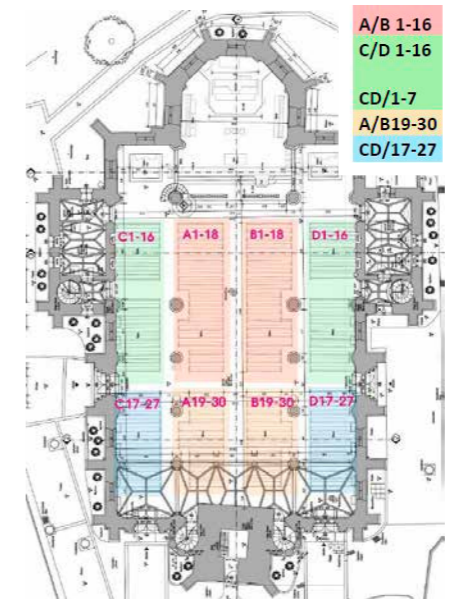 A/B 1-16
C/D 1-16
CD/1-7
A/B19-30
CD/17-27
C1-16 A1-18 B1-18 D1-16
C17-27 A19-30 B19-30 D17-27